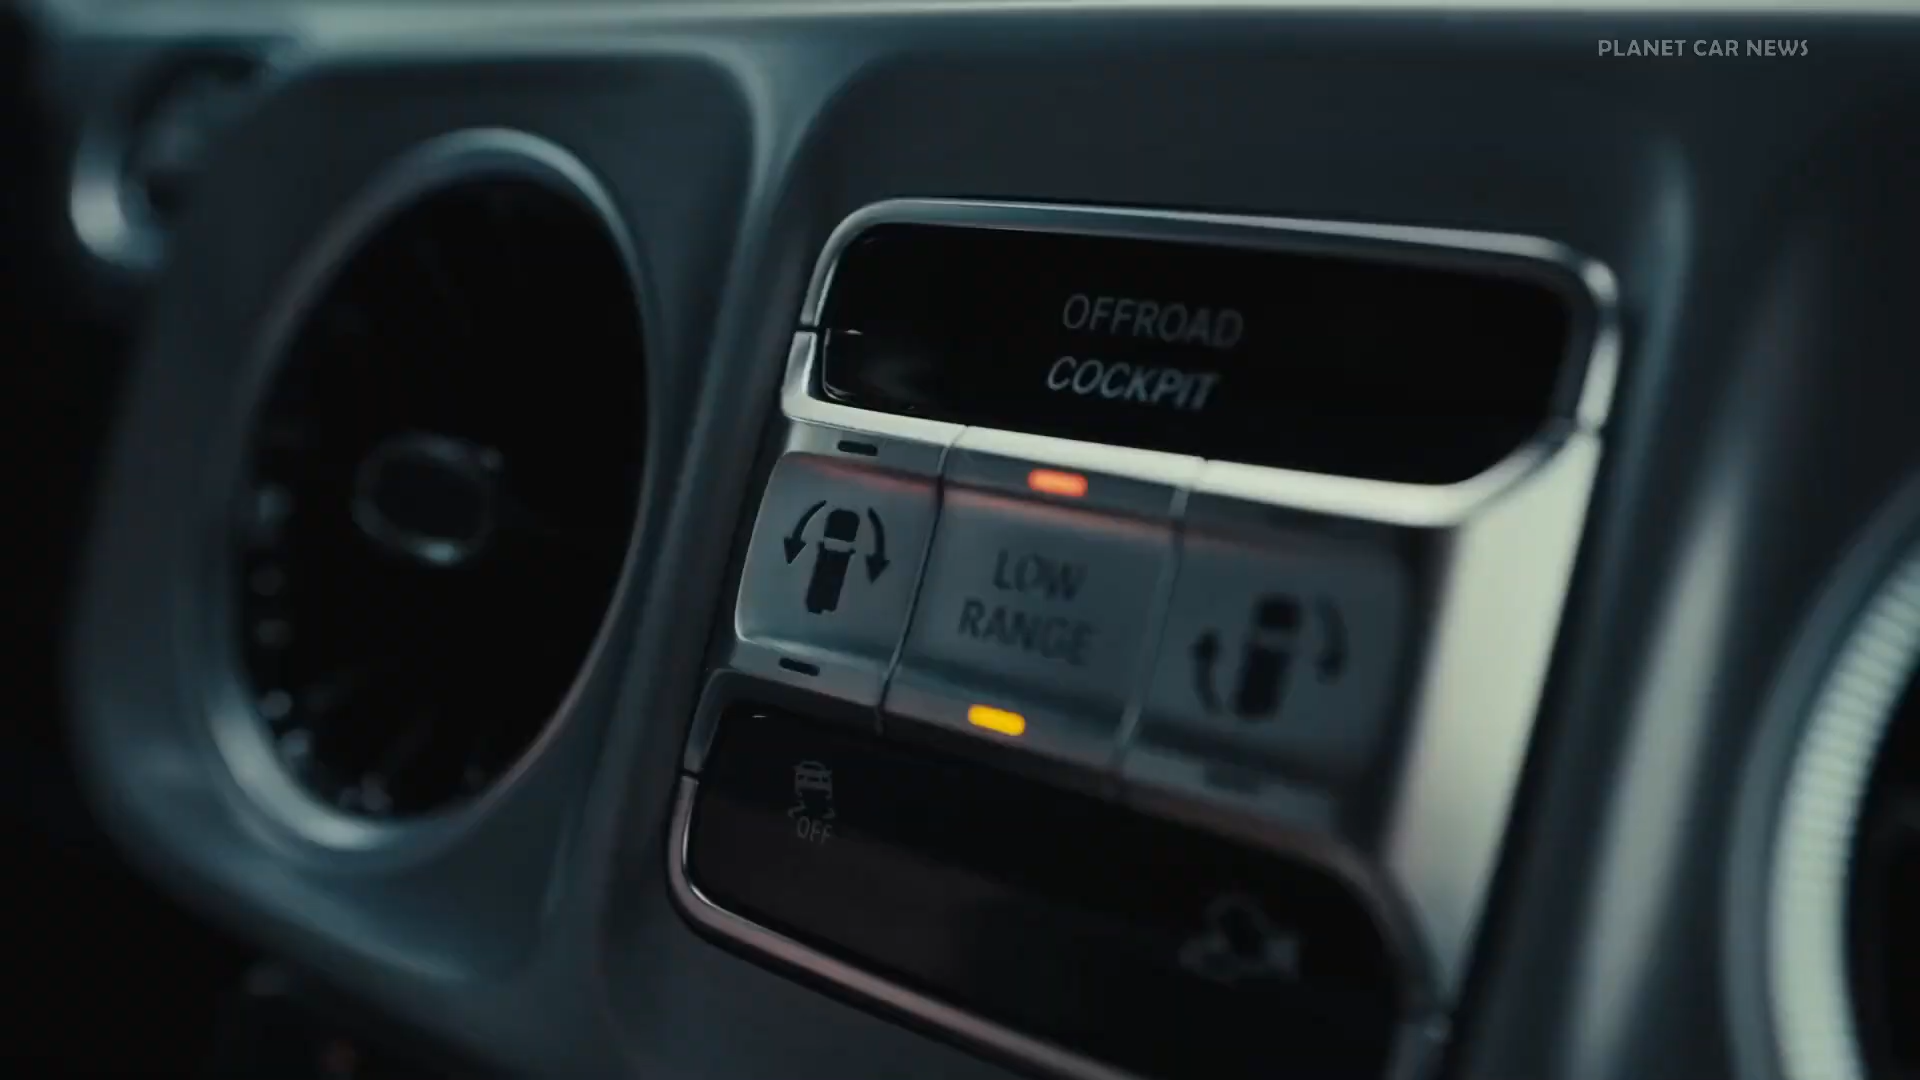 PLANET CAR NEWS
OFFROAD
COCKPIT
LOW
RANGE
OFF